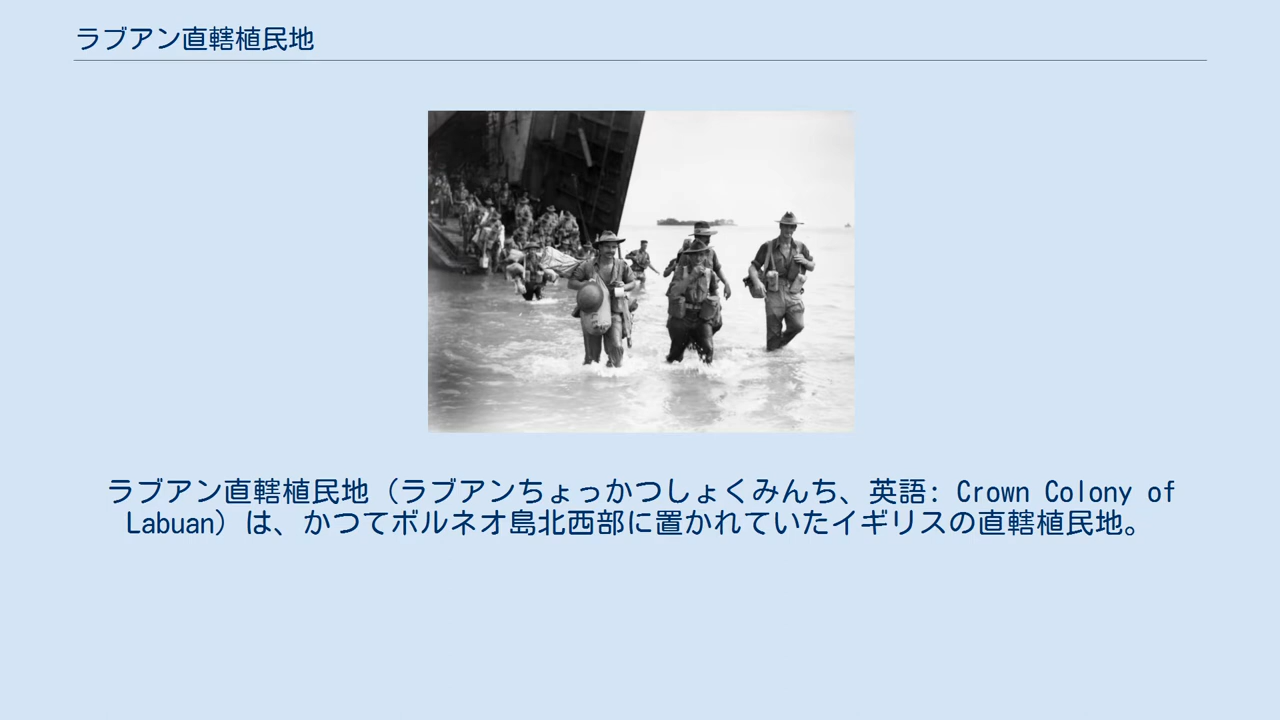 ラブアン直轄植民地
ラブアン直轄植民地（ラブアンちょっかつしょくみんち、英語: Crown Colony of
Labuan）は、かつてボルネオ島北西部に置かれていたイギリスの直轄植民地。